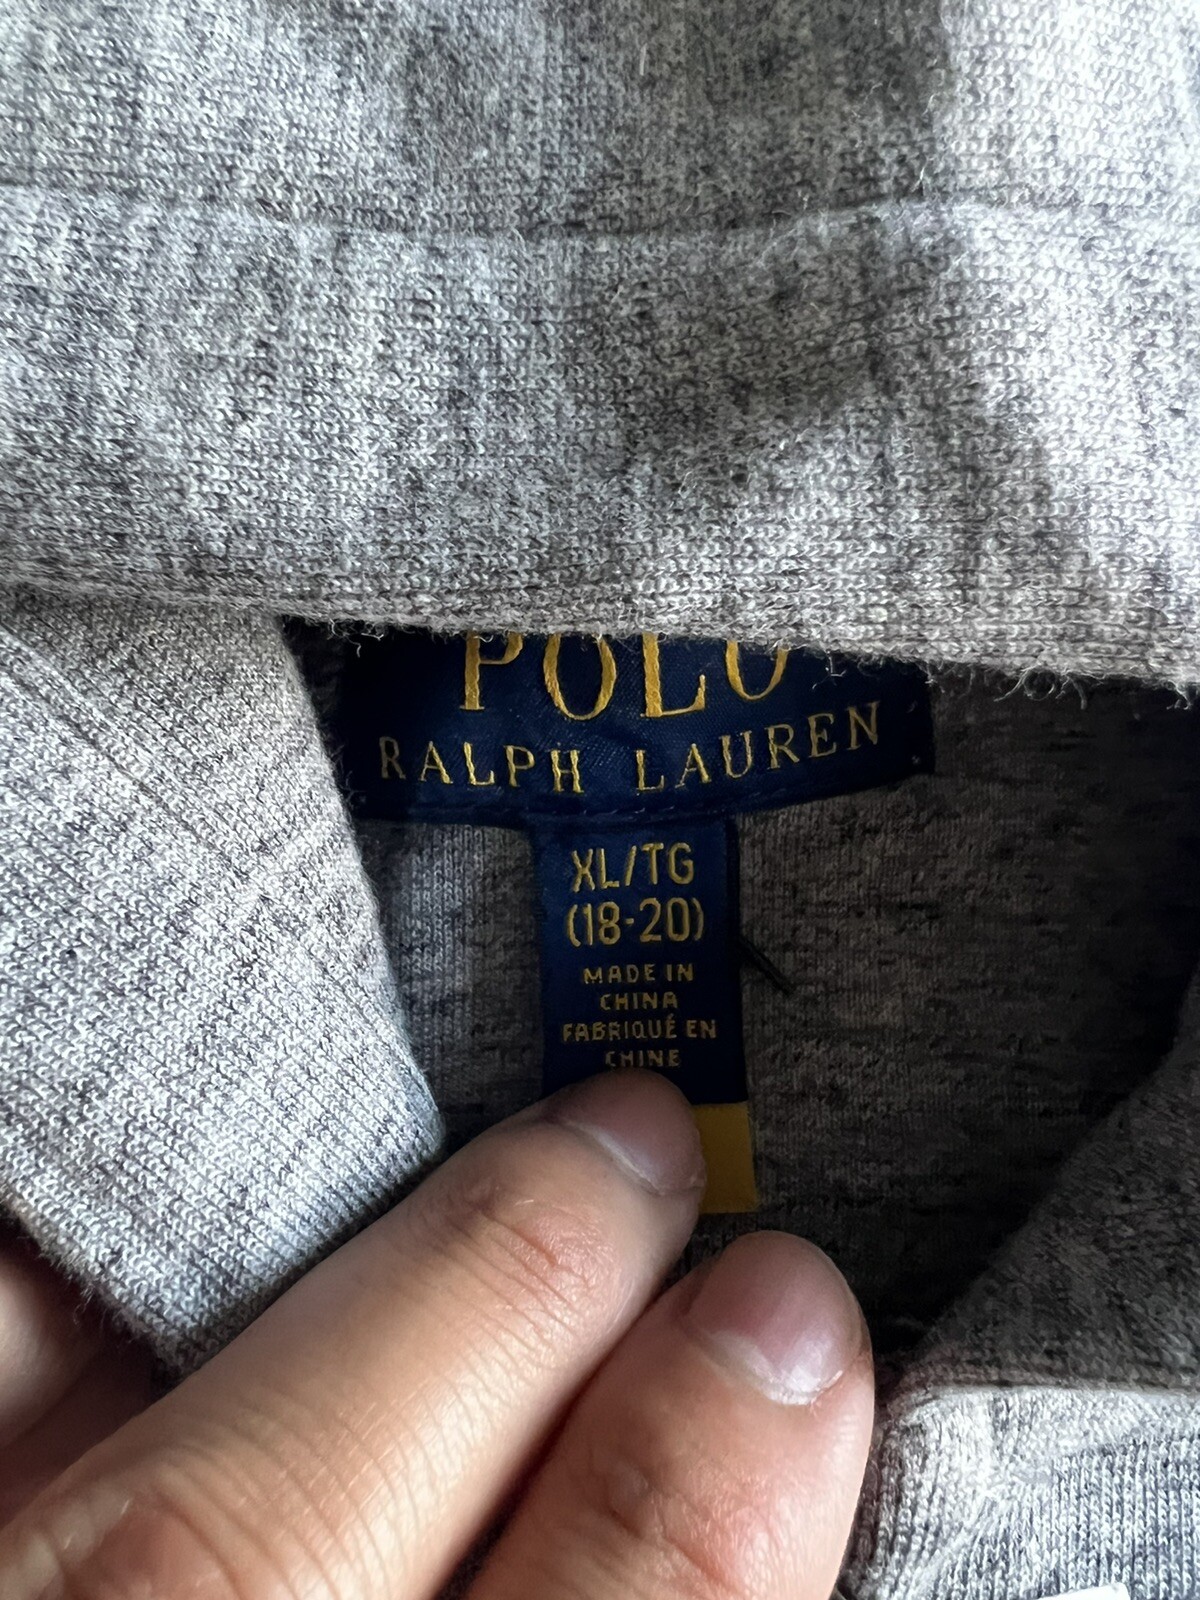 POLO
RALPH LAUREN
XL/TG
(18-20)
MADE IN
CHINA
FABRIQUÉ EN
CHINE